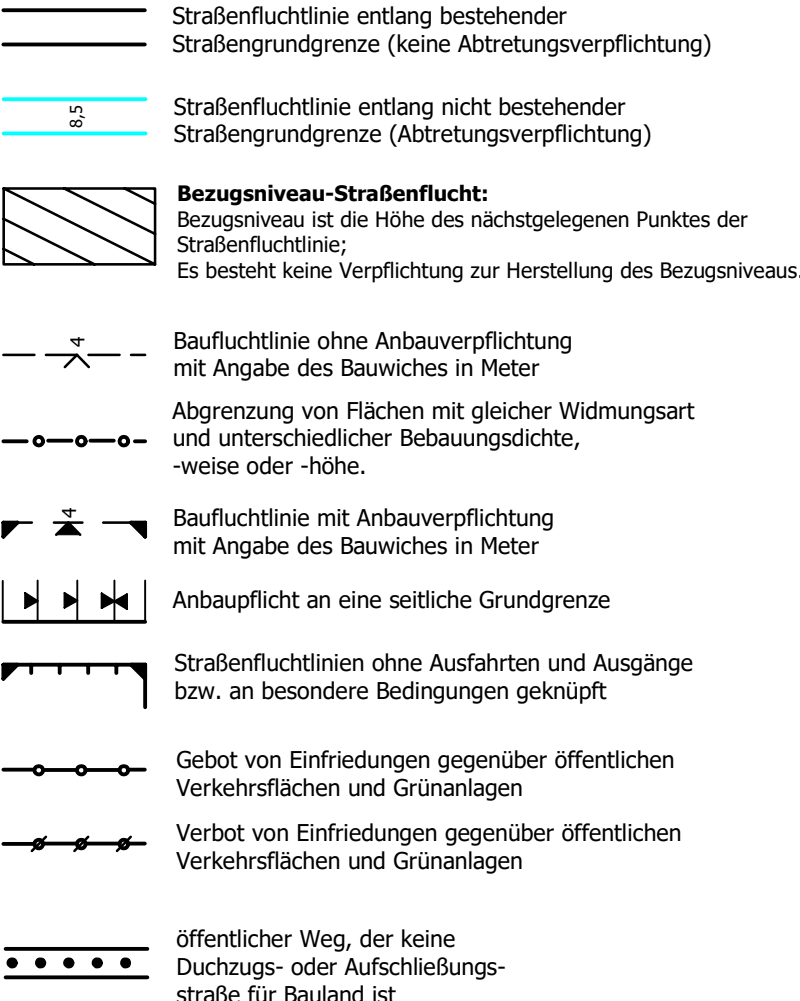 Straßenfluchtlinie entlang bestehender
Straßengrundgrenze (keine Abtretungsverpflichtung)
8,5
Straßenfluchtlinie entlang nicht bestehender
Straßengrundgrenze (Abtretungsverpflichtung)
Bezugsniveau-Straßenflucht:
Bezugsniveau ist die Höhe des nächstgelegenen Punktes der
Straßenfluchtlinie;
Es besteht keine Verpflichtung zur Herstellung des Bezugsniveaus.
4
Baufluchtlinie ohne Anbauverpflichtung
mit Angabe des Bauwiches in Meter
Abgrenzung von Flächen mit gleicher Widmungsart
und unterschiedlicher Bebauungsdichte,
-weise oder -höhe.
4
Baufluchtlinie mit Anbauverpflichtung
mit Angabe des Bauwiches in Meter
Anbaupflicht an eine seitliche Grundgrenze
Straßenfluchtlinien ohne Ausfahrten und Ausgänge
bzw. an besondere Bedingungen geknüpft
Gebot von Einfriedungen gegenüber öffentlichen
Verkehrsflächen und Grünanlagen
Verbot von Einfriedungen gegenüber öffentlichen
Verkehrsflächen und Grünanlagen
öffentlicher Weg, der keine
Duchzugs- oder Aufschließungs-
straße für Bauland ist